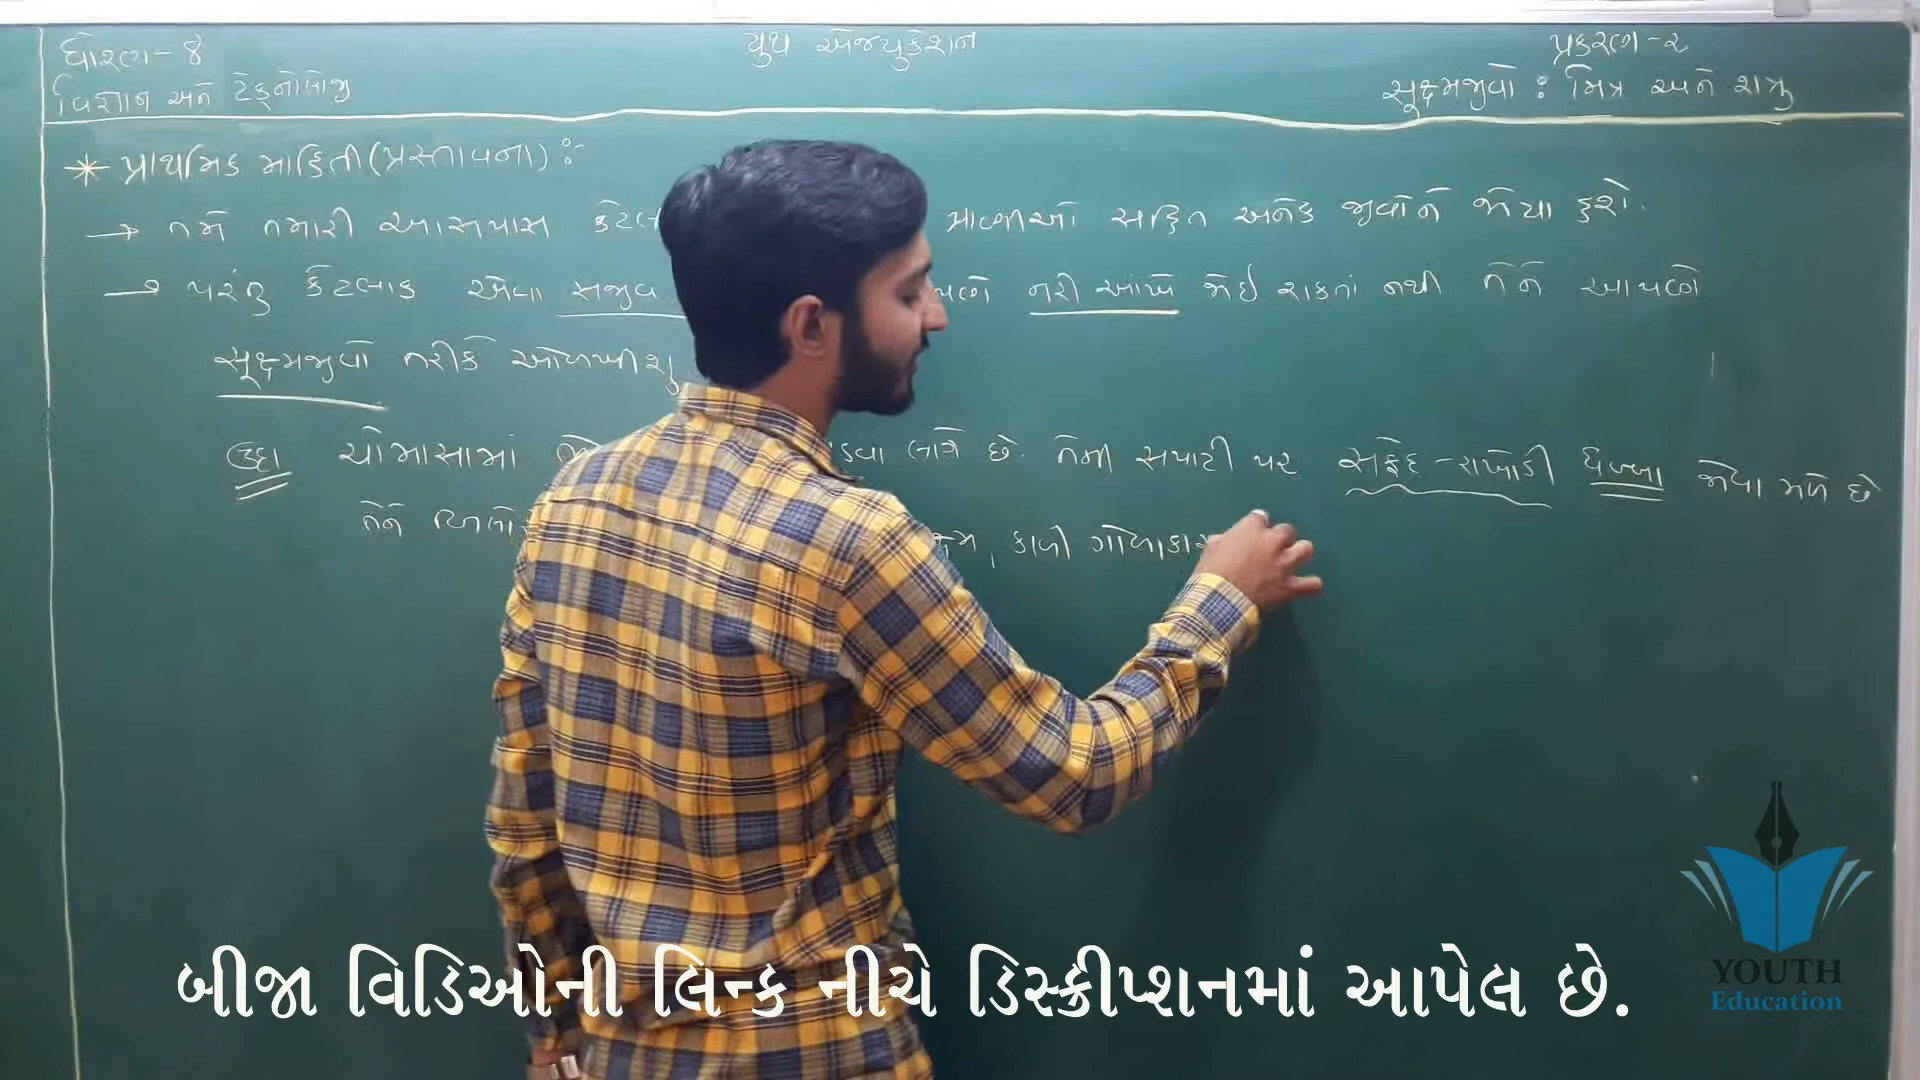 ધોરણ-૪
વિજ્ઞાન અને ટેકનોલોજી
યુથ એજ્યુકેશન
પ્રકરણ-૨
સૂક્ષ્મજીવો : મિત્ર અને શત્રુ
* પ્રાથમિક માહિતી (પ્રસ્તાવના) :-
→ તમે તમારી આસપાસ પ્રાણીઓ સહિત અનેક જીવોને જોયા હશે.
→ પરંતુ કેટલાક એવા સજીવ નરી આંખે જોઈ શકતાં નથી તેને આપણે
સૂક્ષ્મજીવો તરીકે ઓળખીશુ
ઉદા ચોમાસામાં લાગે છે. તેની સપાટી પર સફેદ-રાખોડી ધબ્બા જોવા મળે છે
તેને , કાળી
બીજા વિડિઓની લિન્ક નીચે ડિસ્ક્રીપ્શનમાં આપેલ છે.
YOUTH
Education